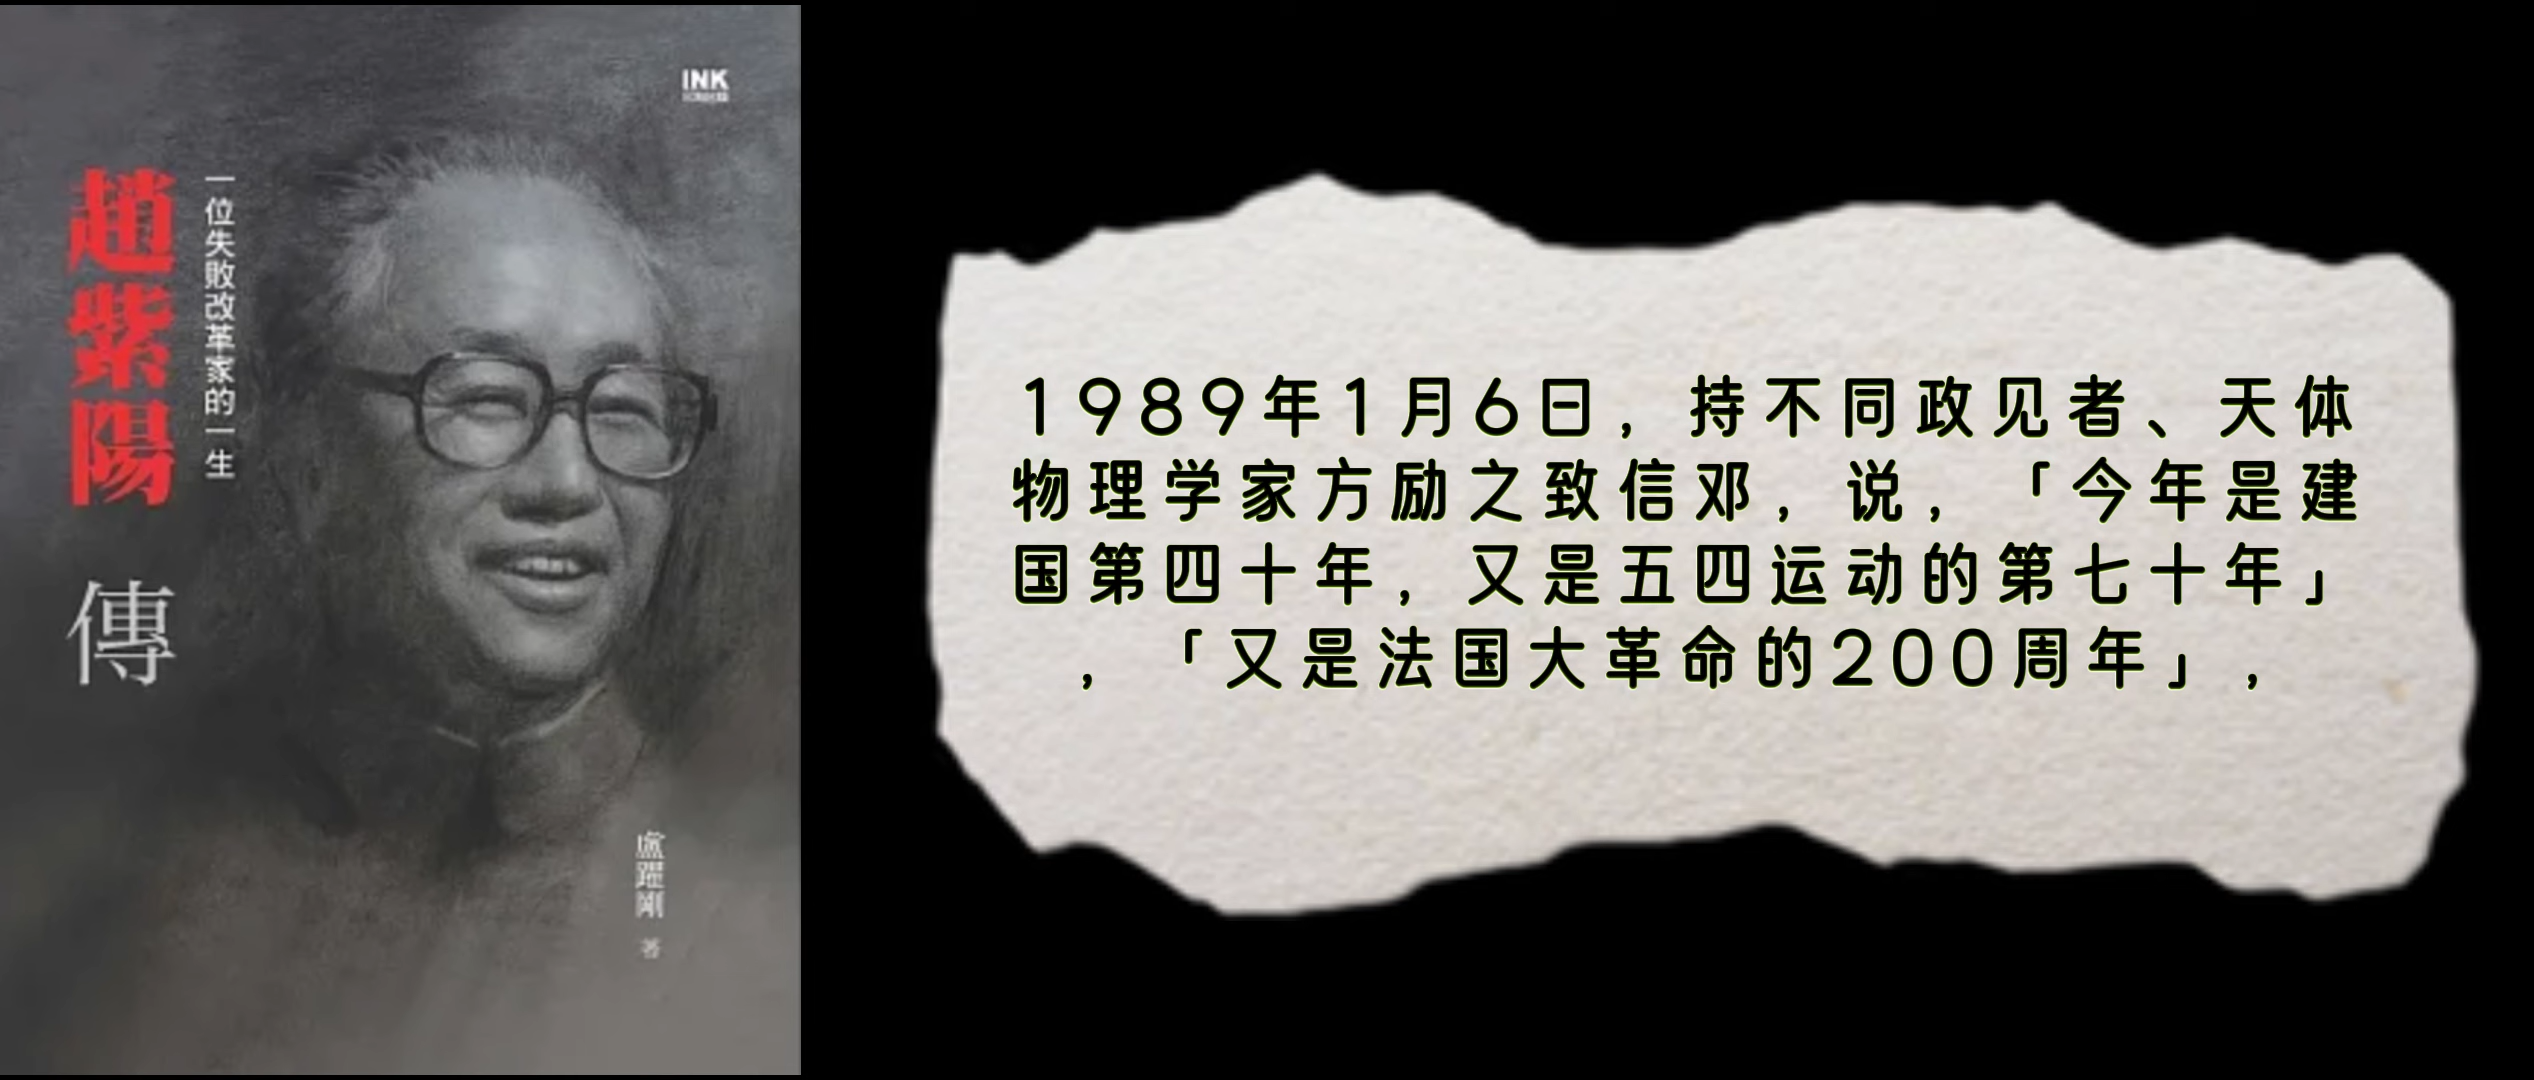 INK
趙紫陽傳
一位失敗改革家的一生
盧躍剛 著
1989年1月6日，持不同政见者、天体
物理学家方励之致信邓，说，「今年是建
国第四十年，又是五四运动的第七十年」
，「又是法国大革命的200周年」，